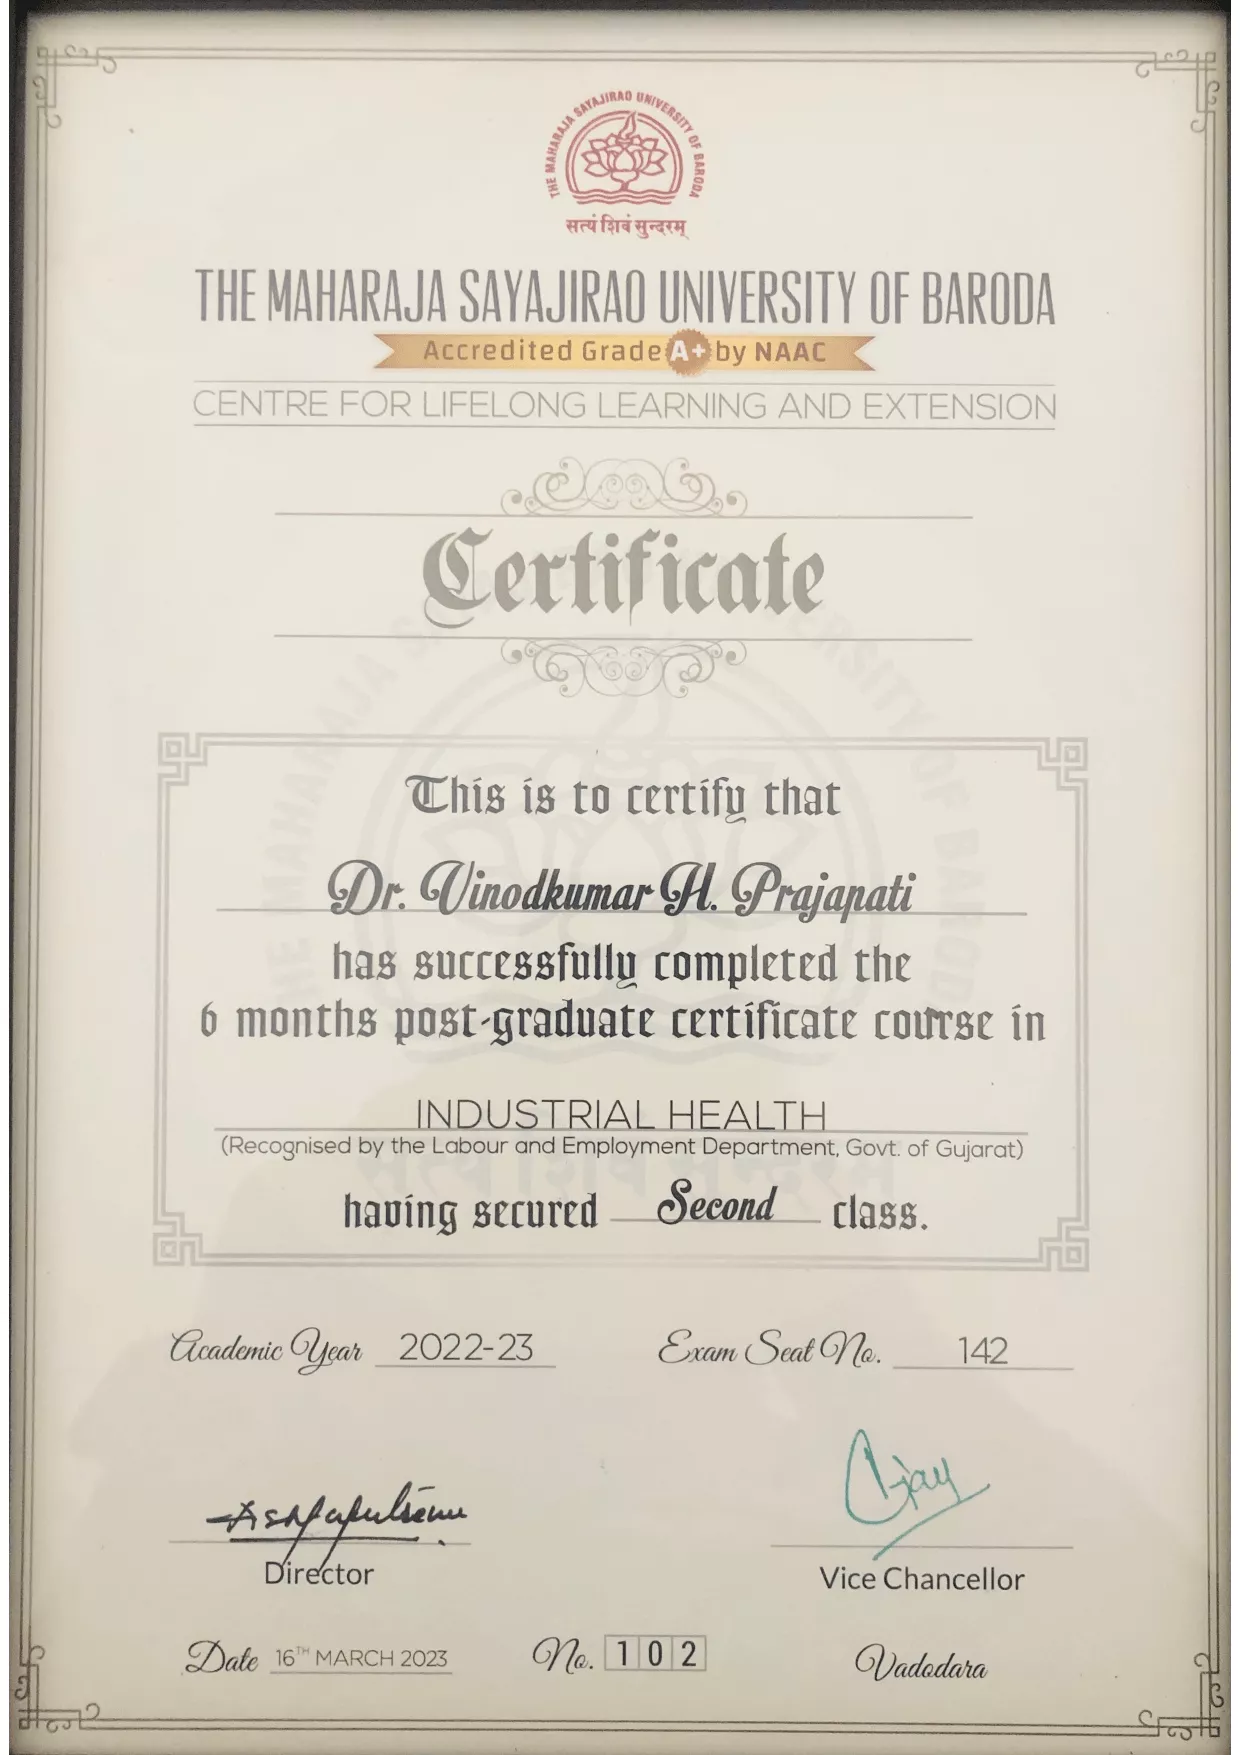 THE MAHARAJA SAYAJIRAO UNIVERSITY OF BARODA
सत्यं शिवं सुन्दरम्
THE MAHARAJA SAYAJIRAO UNIVERSITY OF BARODA
Accredited Grade A+ by NAAC
CENTRE FOR LIFELONG LEARNING AND EXTENSION
Certificate
This is to certify that
Dr. Vinodkumar H. Prajapati
has successfully completed the
6 months post-graduate certificate course in
INDUSTRIAL HEALTH
(Recognised by the Labour and Employment Department, Govt. of Gujarat)
having secured Second class.
Academic Year 2022-23 Exam Seat No. 142
Director Vice Chancellor
Date 16TH MARCH 2023 No. 102 Vadodara